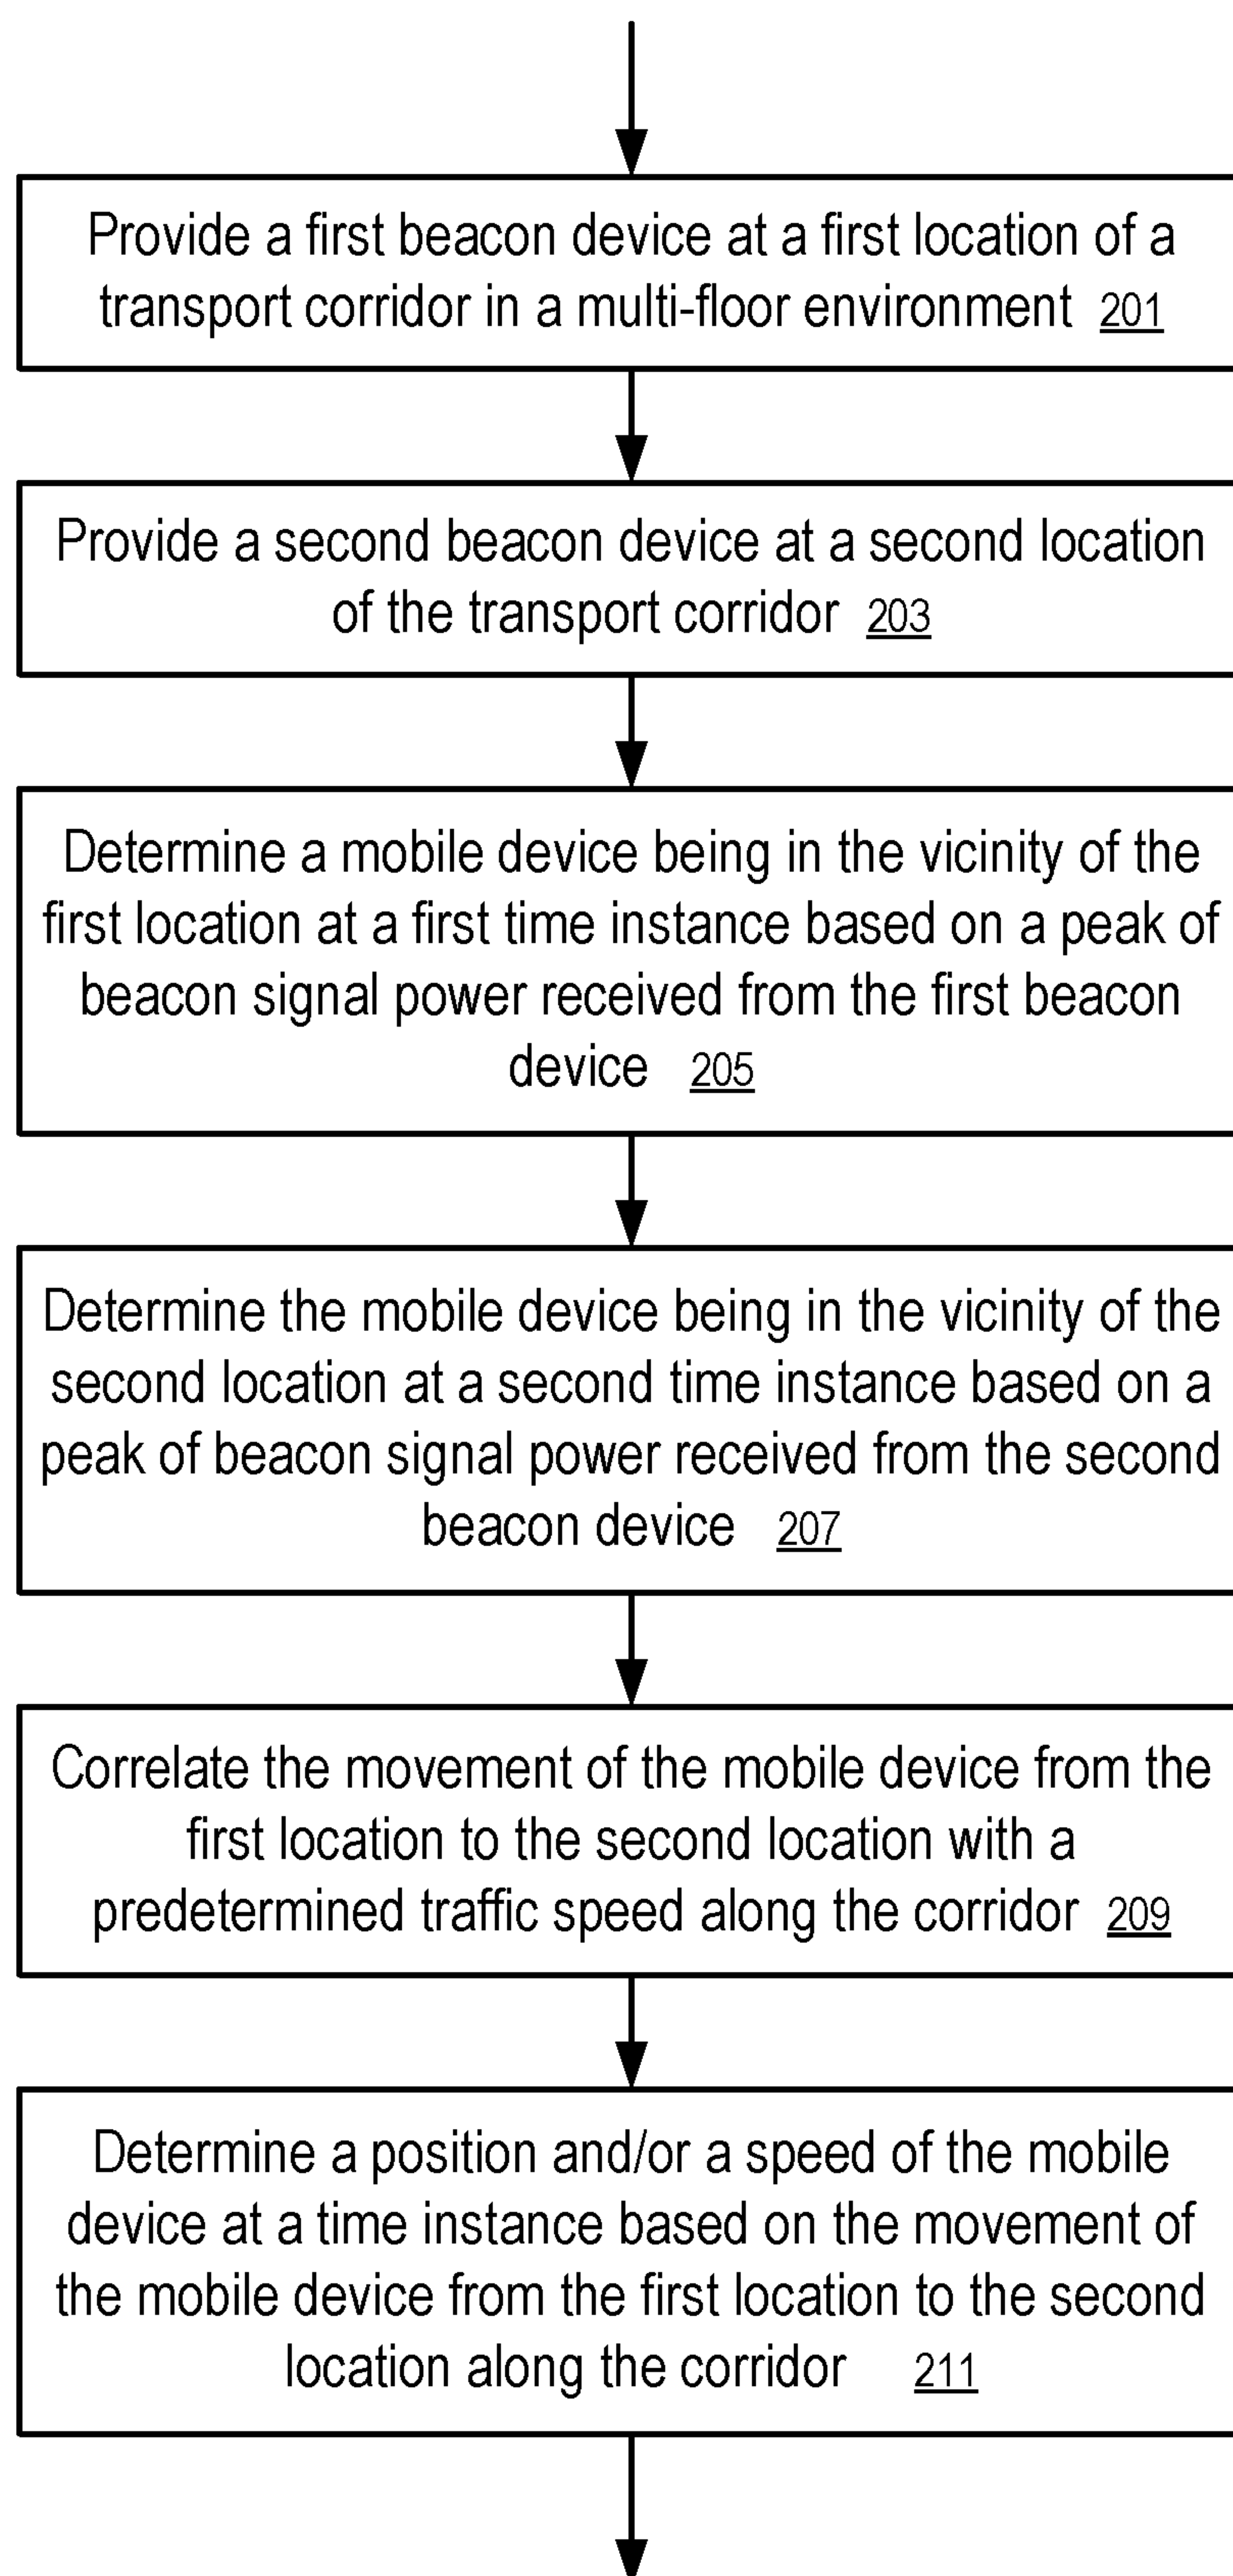 Provide a first beacon device at a first location of a
transport corridor in a multi-floor environment 201
Provide a second beacon device at a second location
of the transport corridor 203
Determine a mobile device being in the vicinity of the
first location at a first time instance based on a peak of
beacon signal power received from the first beacon
device 205
Determine the mobile device being in the vicinity of the
second location at a second time instance based on a
peak of beacon signal power received from the second
beacon device 207
Correlate the movement of the mobile device from the
first location to the second location with a
predetermined traffic speed along the corridor 209
Determine a position and/or a speed of the mobile
device at a time instance based on the movement of
the mobile device from the first location to the second
location along the corridor 211